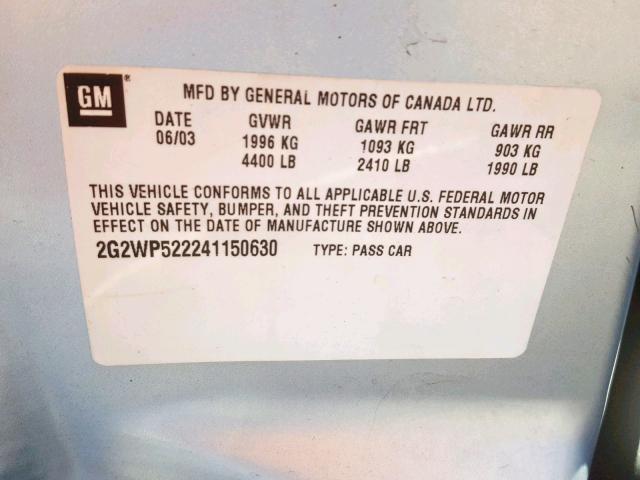 GM®
MFD BY GENERAL MOTORS OF CANADA LTD.
DATE GVWR GAWR FRT GAWR RR
06/03 1996 KG 1093 KG 903 KG
4400 LB 2410 LB 1990 LB
THIS VEHICLE CONFORMS TO ALL APPLICABLE U.S. FEDERAL MOTOR
VEHICLE SAFETY, BUMPER, AND THEFT PREVENTION STANDARDS IN
EFFECT ON THE DATE OF MANUFACTURE SHOWN ABOVE.
2G2WP522241150630 TYPE: PASS CAR